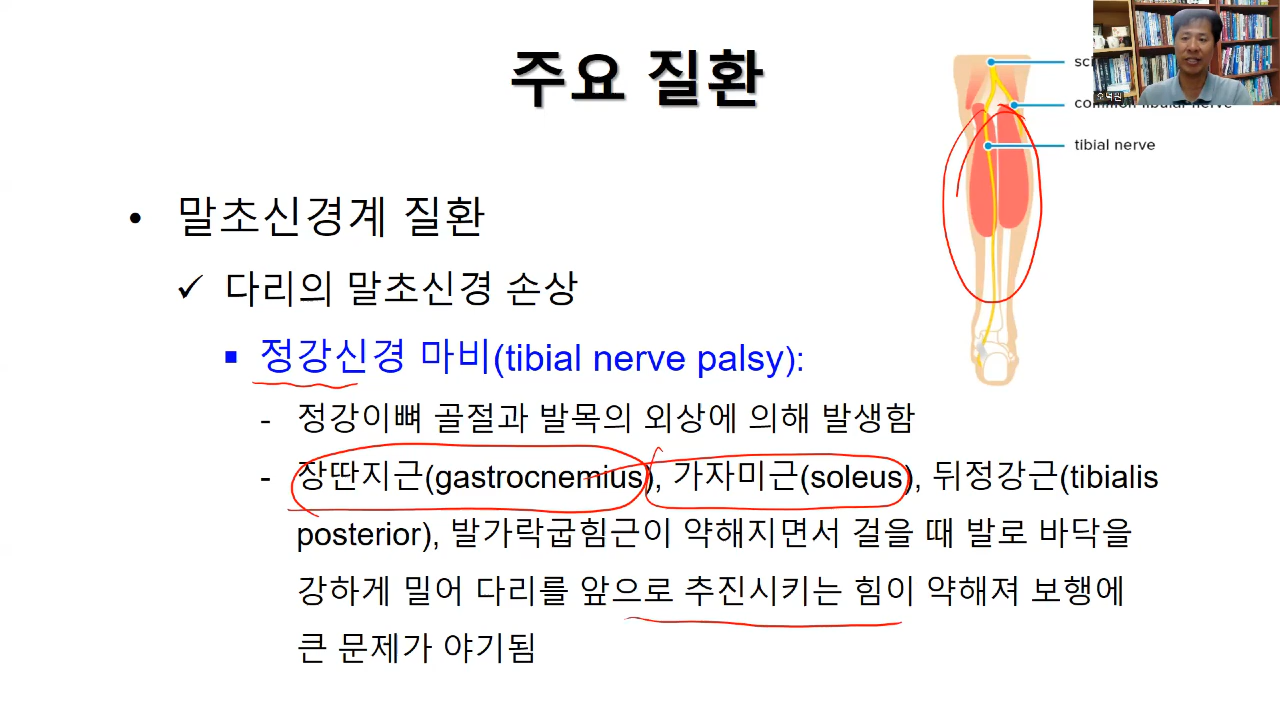 주요 질환
common fibular nerve
tibial nerve
• 말초신경계 질환
✓ 다리의 말초신경 손상
▪ 정강신경 마비(tibial nerve palsy):
- 정강이뼈 골절과 발목의 외상에 의해 발생함
- 장딴지근(gastrocnemius), 가자미근(soleus), 뒤정강근(tibialis
posterior), 발가락굽힘근이 약해지면서 걸을 때 발로 바닥을
강하게 밀어 다리를 앞으로 추진시키는 힘이 약해져 보행에
큰 문제가 야기됨